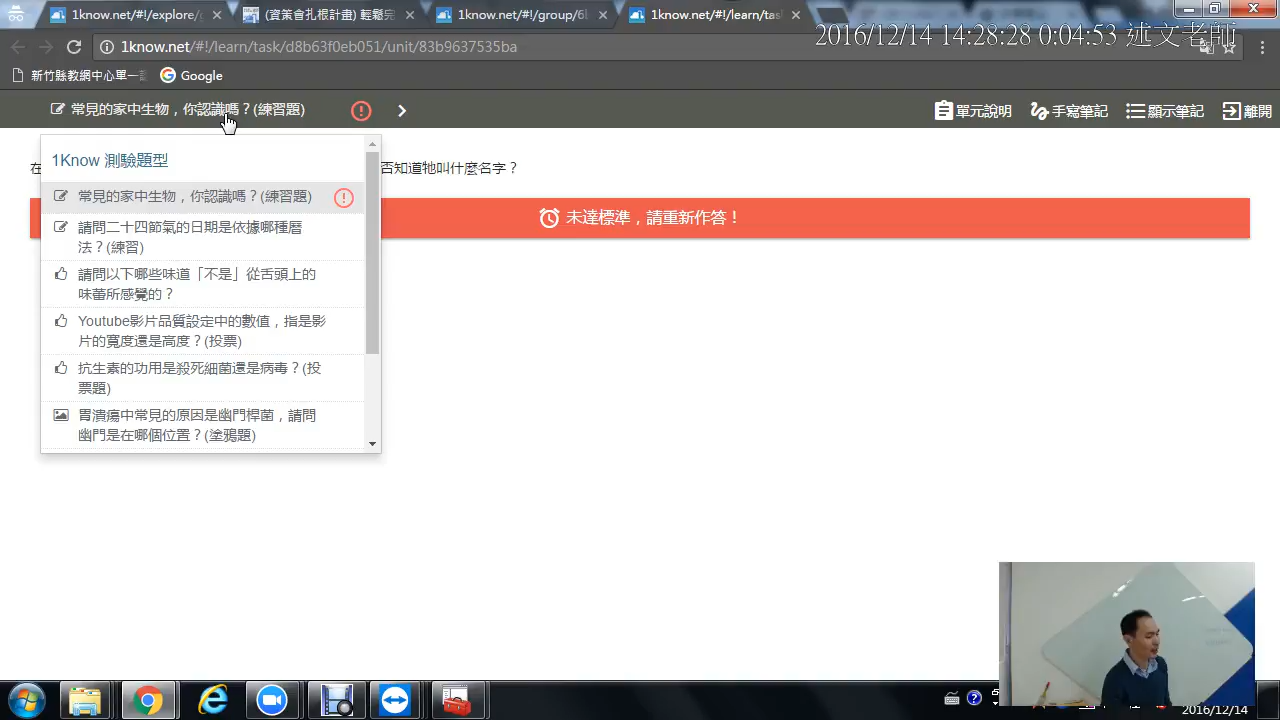 1know.net/#!/explore/g
(資策會扎根計畫) 輕鬆完
1know.net/#!/group/6l
1know.net/#!/learn/tas
2016/12/14 14:28:28 0:04:53 述文老師
1know.net/#!/learn/task/d8b63f0eb051/unit/83b9637535ba
新竹縣教網中心單一
Google
常見的家中生物，你認識嗎？(練習題)
單元說明
手寫筆記
顯示筆記
離開
1Know 測驗題型
在
否知道牠叫什麼名字？
常見的家中生物，你認識嗎？(練習題)
未達標準，請重新作答！
請問二十四節氣的日期是依據哪種曆
法？(練習)
請問以下哪些味道「不是」從舌頭上的
味蕾所感覺的？
Youtube影片品質設定中的數值，指是影
片的寬度還是高度？(投票)
抗生素的功用是殺死細菌還是病毒？(投
票題)
胃潰瘍中常見的原因是幽門桿菌，請問
幽門是在哪個位置？(塗鴉題)
2016/12/14